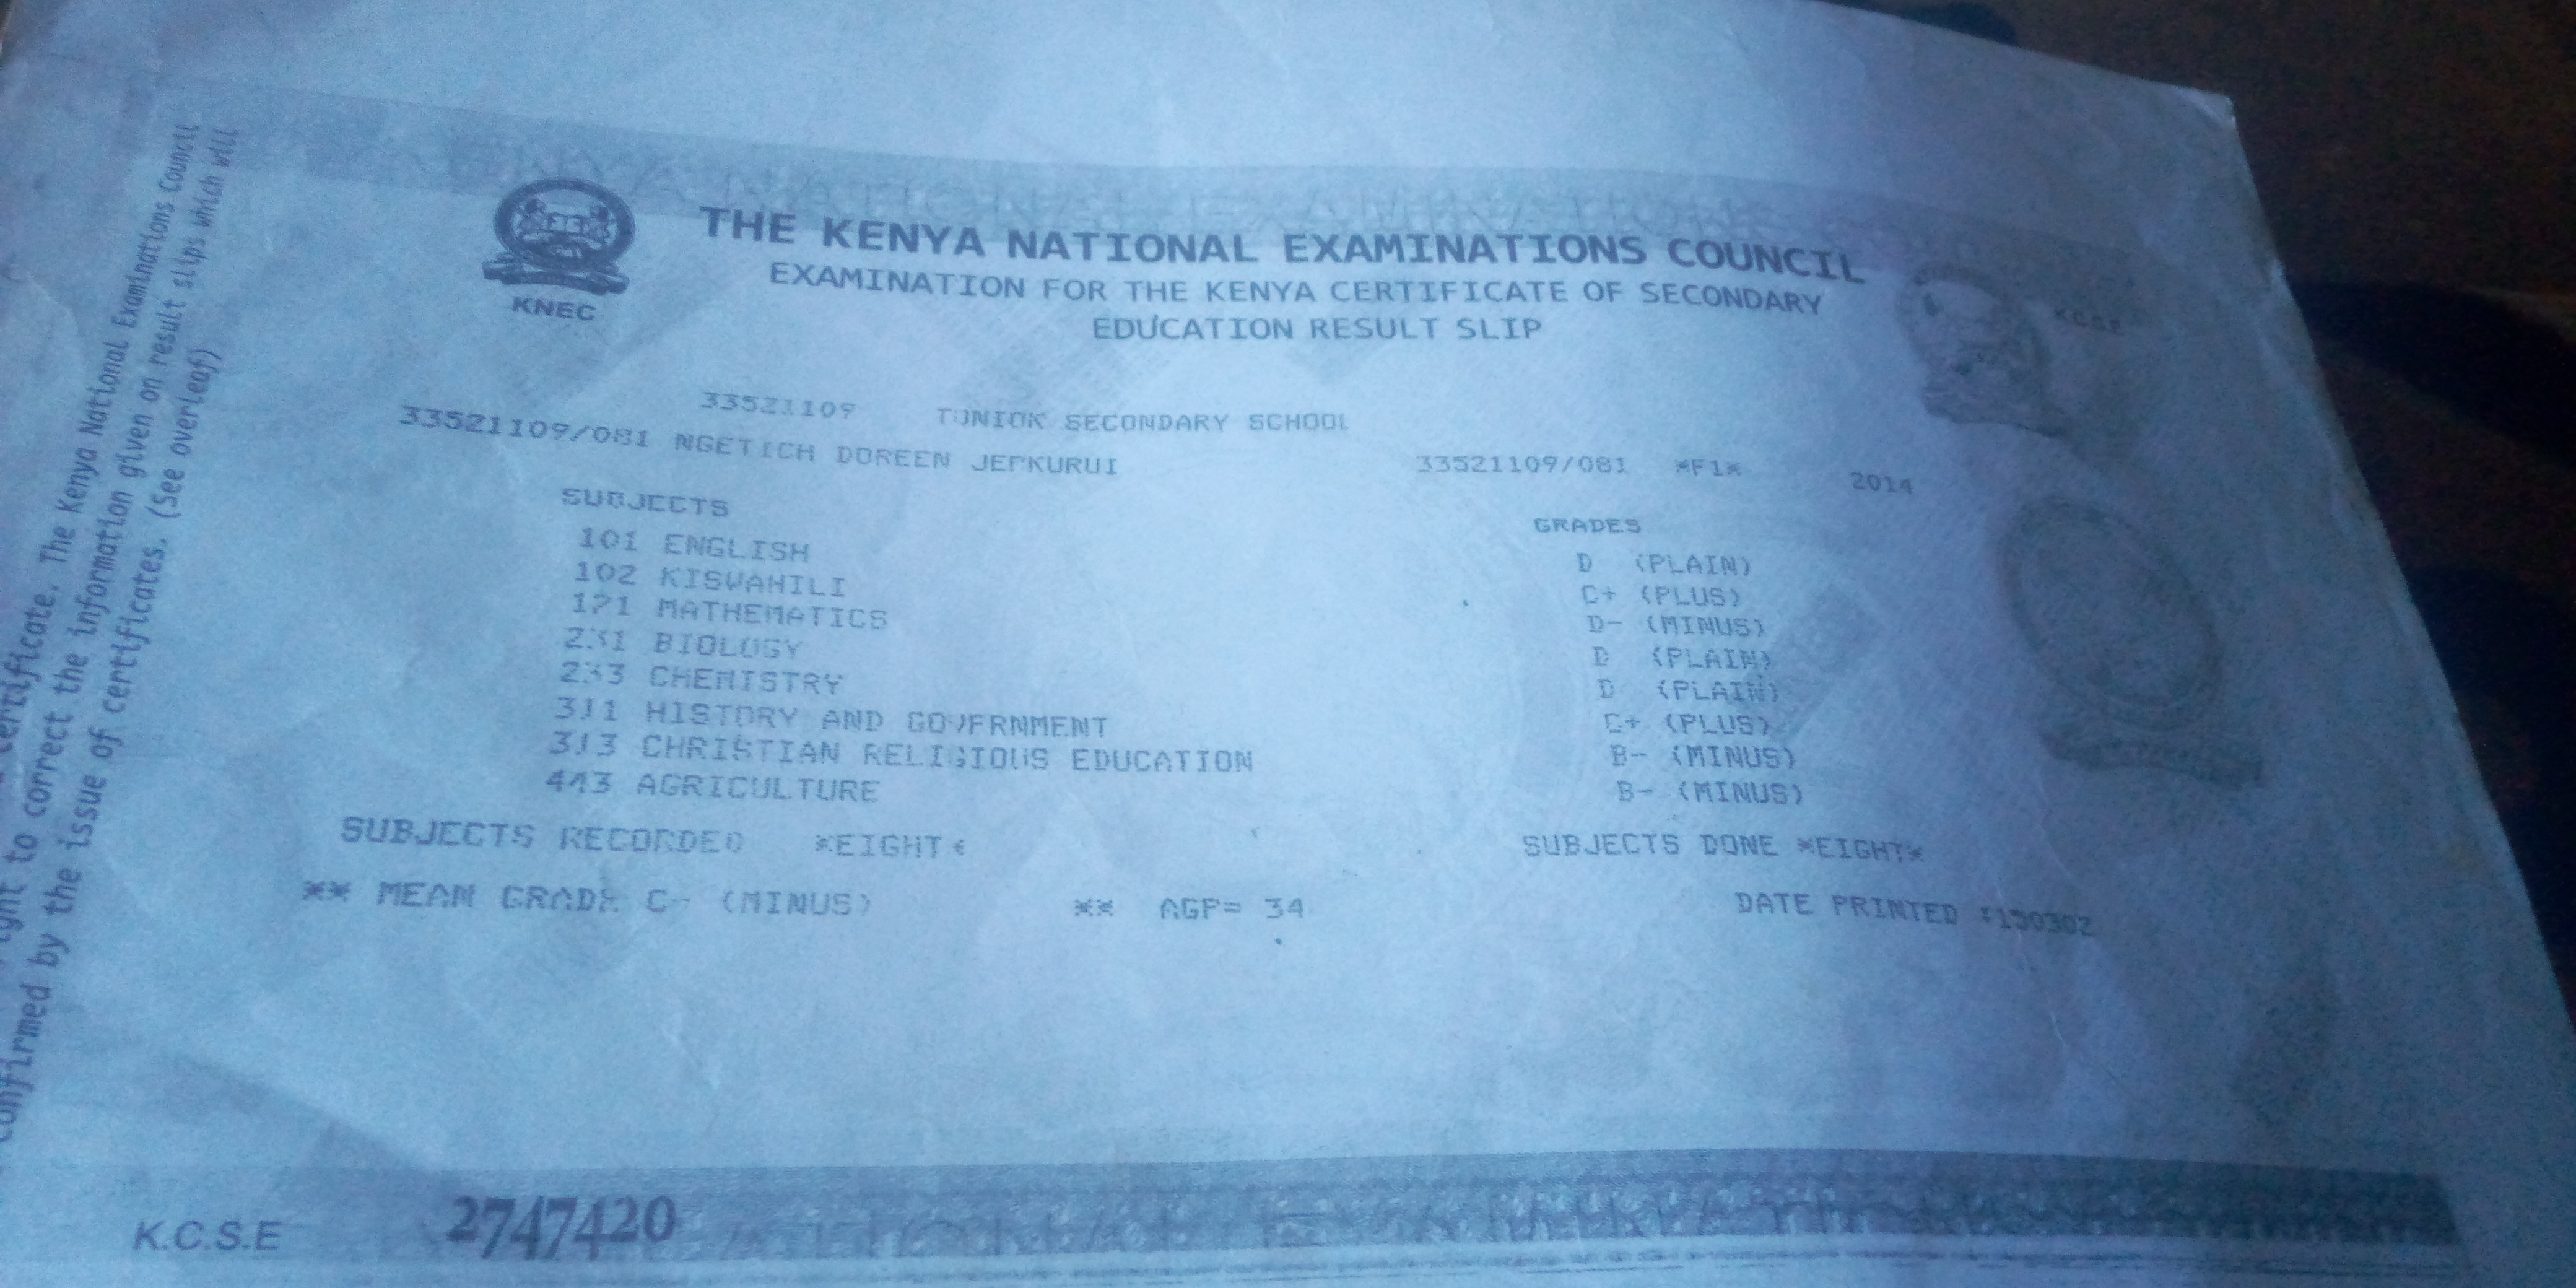 THE KENYA NATIONAL EXAMINATIONS COUNCIL
EXAMINATION FOR THE KENYA CERTIFICATE OF SECONDARY
EDUCATION RESULT SLIP
KNEC
KCSE
33521109 TUNIOK SECONDARY SCHOOL
33521109/081 NGETICH DOREEN JEPKURUI 33521109/081 *F1* 2014
SUBJECTS GRADES
101 ENGLISH D (PLAIN)
102 KISWAHILI C+ (PLUS)
121 MATHEMATICS D- (MINUS)
231 BIOLOGY D (PLAIN)
233 CHEMISTRY D (PLAIN)
311 HISTORY AND GOVERNMENT C+ (PLUS)
313 CHRISTIAN RELIGIOUS EDUCATION B- (MINUS)
443 AGRICULTURE B- (MINUS)
SUBJECTS RECORDED *EIGHT* SUBJECTS DONE *EIGHT*
** MEAN GRADE C- (MINUS) ** AGP= 34 DATE PRINTED *150302
K.C.S.E 2747420
certificate. The Kenya National Examinations Council
right to correct the information given on result slips which will
confirmed by the issue of certificates. (See overleaf)